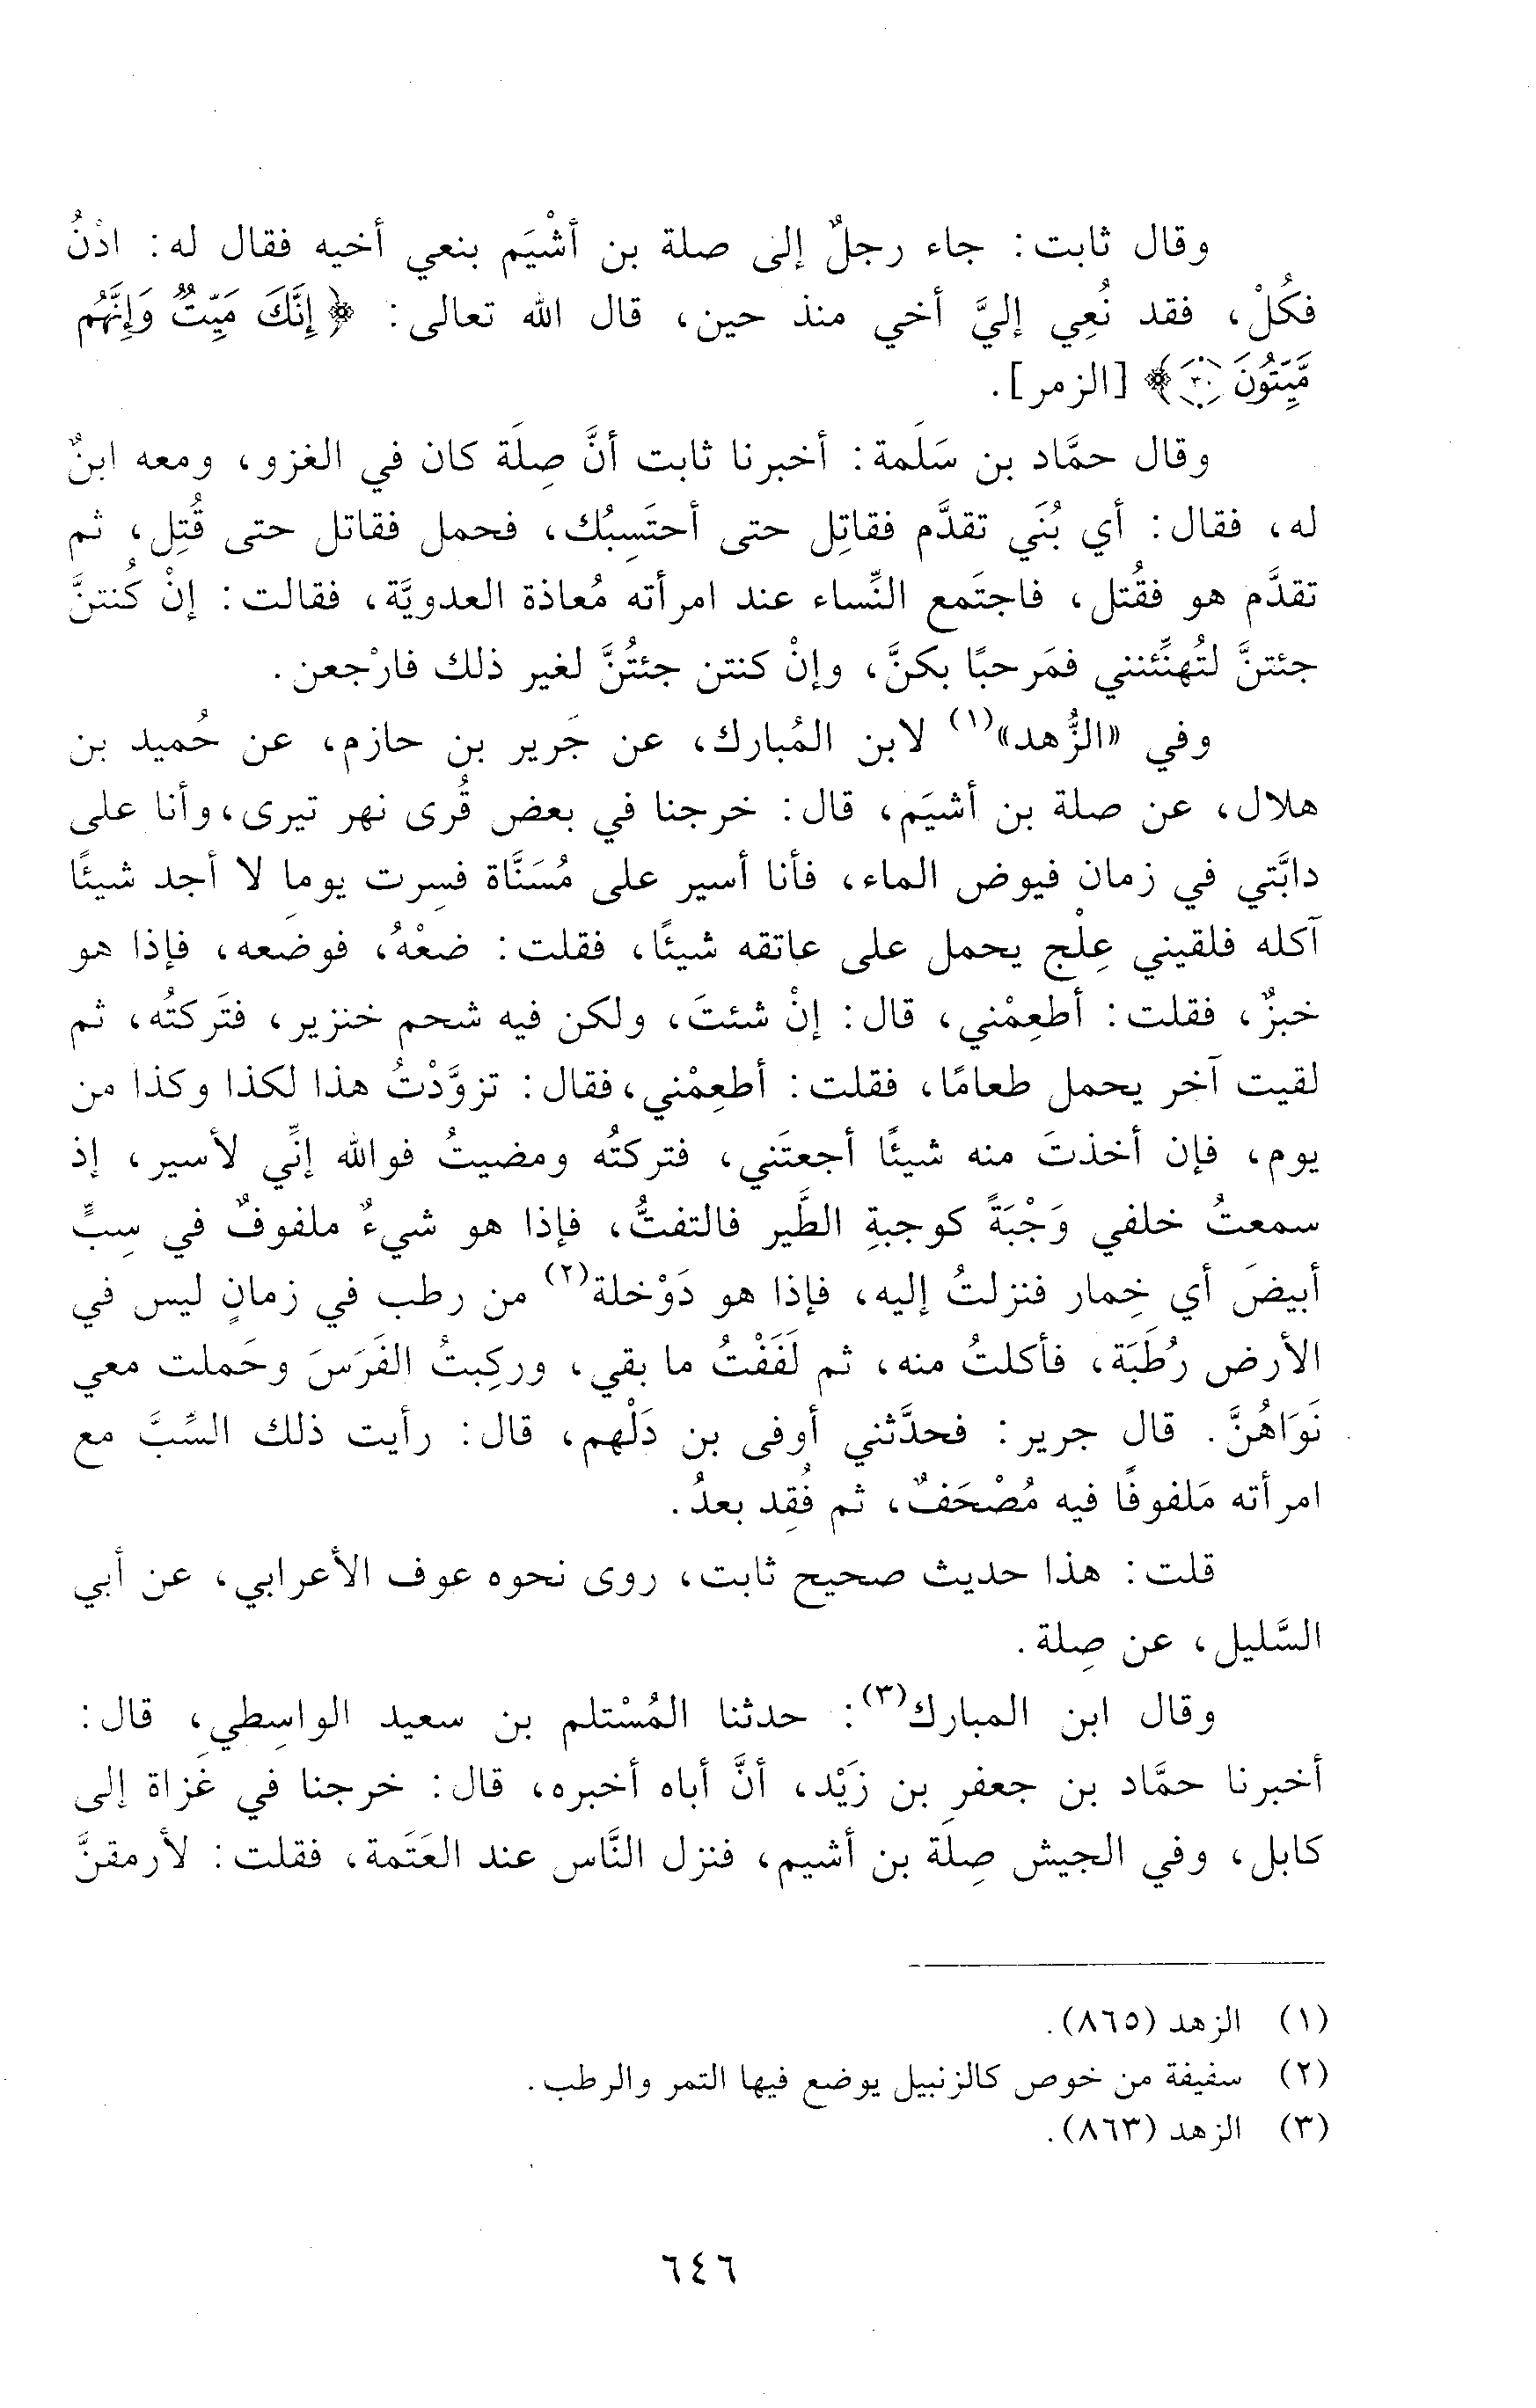 وقال ثابت: جاء رجلٌ إلى صلة بن أشْيَم بنعي أخيه فقال له: ادْنُ
فكُلْ، فقد نُعِي إليَّ أخي منذ حين، قال الله تعالى: ﴿إِنَّكَ مَيِّتٌ وَإِنَّهُم
مَّيِّتُونَ ٣٠﴾ [الزمر].
وقال حمَّاد بن سَلَمة: أخبرنا ثابت أنَّ صِلَة كان في الغزو، ومعه ابنٌ
له، فقال: أي بُنَي تقدَّم فقاتِل حتى أحتَسِبُك، فحمل فقاتل حتى قُتِل، ثم
تقدَّم هو فقُتل، فاجتَمع النِّساء عند امرأته مُعاذة العدويَّة، فقالت: إنْ كُنتنَّ
جئتنَّ لتُهنِّئنني فمَرحبًا بكنَّ، وإنْ كنتن جئتُنَّ لغير ذلك فارْجعن.
وفي «الزُّهد»(١) لابن المُبارك، عن جَرير بن حازم، عن حُميد بن
هلال، عن صلة بن أشيَم، قال: خرجنا في بعض قُرى نهر تيرى، وأنا على
دابَّتي في زمان فيوض الماء، فأنا أسير على مُسَنَّاة فسِرت يوما لا أجد شيئًا
آكله فلقيني عِلْج يحمل على عاتقه شيئًا، فقلت: ضَعْهُ، فوضَعه، فإذا هو
خبزٌ، فقلت: أطعِمْني، قال: إنْ شئتَ، ولكن فيه شحم خنزير، فتَركتُه، ثم
لقيت آخر يحمل طعامًا، فقلت: أطعِمْني، فقال: تزوَّدْتُ هذا لكذا وكذا من
يوم، فإن أخذتَ منه شيئًا أجعتَني، فتركتُه ومضيتُ فوالله إنِّي لأسير، إذ
سمعتُ خلفي وَجْبَةً كوجبةِ الطَّير فالتفتُّ، فإذا هو شيءٌ ملفوفٌ في سِبٍّ
أبيضَ أي خِمار فنزلتُ إليه، فإذا هو دَوْخلة(٢) من رطب في زمانٍ ليس في
الأرض رُطَبَة، فأكلتُ منه، ثم لَفَفْتُ ما بقي، وركِبتُ الفَرَسَ وحَملت معي
نَوَاهُنَّ. قال جرير: فحدَّثني أوفى بن دَلْهم، قال: رأيت ذلك السِّبَّ مع
امرأته مَلفوفًا فيه مُصْحَفٌ، ثم فُقِد بعدُ.
قلت: هذا حديث صحيح ثابت، روى نحوه عوف الأعرابي، عن أبي
السَّليل، عن صِلة.
وقال ابن المبارك(٣): حدثنا المُسْتلم بن سعيد الواسِطي، قال:
أخبرنا حمَّاد بن جعفرِ بن زَيْد، أنَّ أباه أخبره، قال: خرجنا في غَزاة إلى
كابل، وفي الجيش صِلَة بن أشيم، فنزل النَّاس عند العَتَمة، فقلت: لأرمقنَّ
(١) الزهد (٨٦٥).
(٢) سفيفة من خوص كالزنبيل يوضع فيها التمر والرطب.
(٣) الزهد (٨٦٣).
٦٤٦